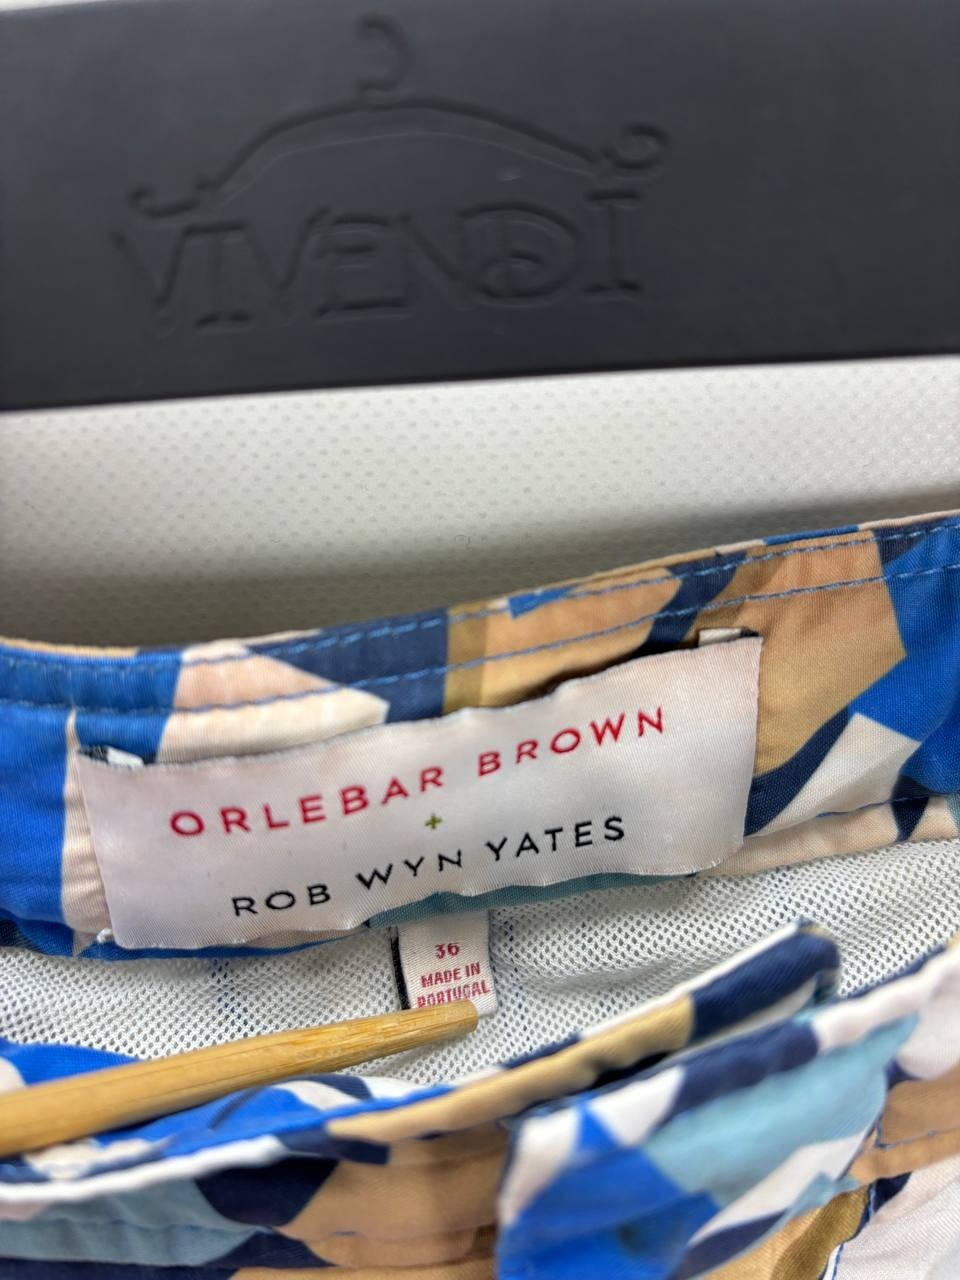 VIVENDI
ORLEBAR BROWN
+
ROB WYN YATES
36
MADE IN
PORTUGAL